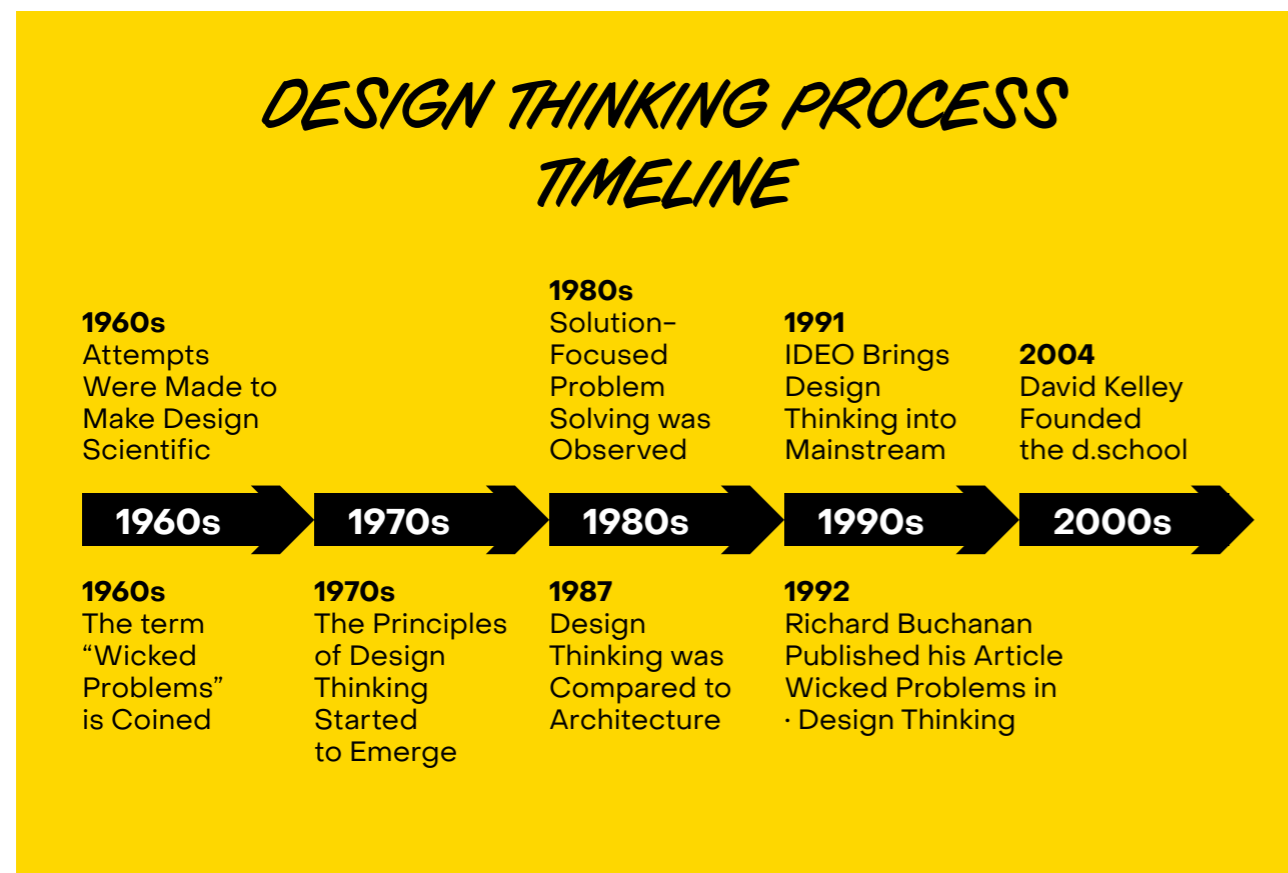 DESIGN THINKING PROCESS
TIMELINE
1960s
Attempts
Were Made to
Make Design
Scientific
1980s
Solution-
Focused
Problem
Solving was
Observed
1991
IDEO Brings
Design
Thinking into
Mainstream
2004
David Kelley
Founded
the d.school
1960s
1970s
1980s
1990s
2000s
1960s
The term
“Wicked
Problems”
is Coined
1970s
The Principles
of Design
Thinking
Started
to Emerge
1987
Design
Thinking was
Compared to
Architecture
1992
Richard Buchanan
Published his Article
Wicked Problems in
· Design Thinking